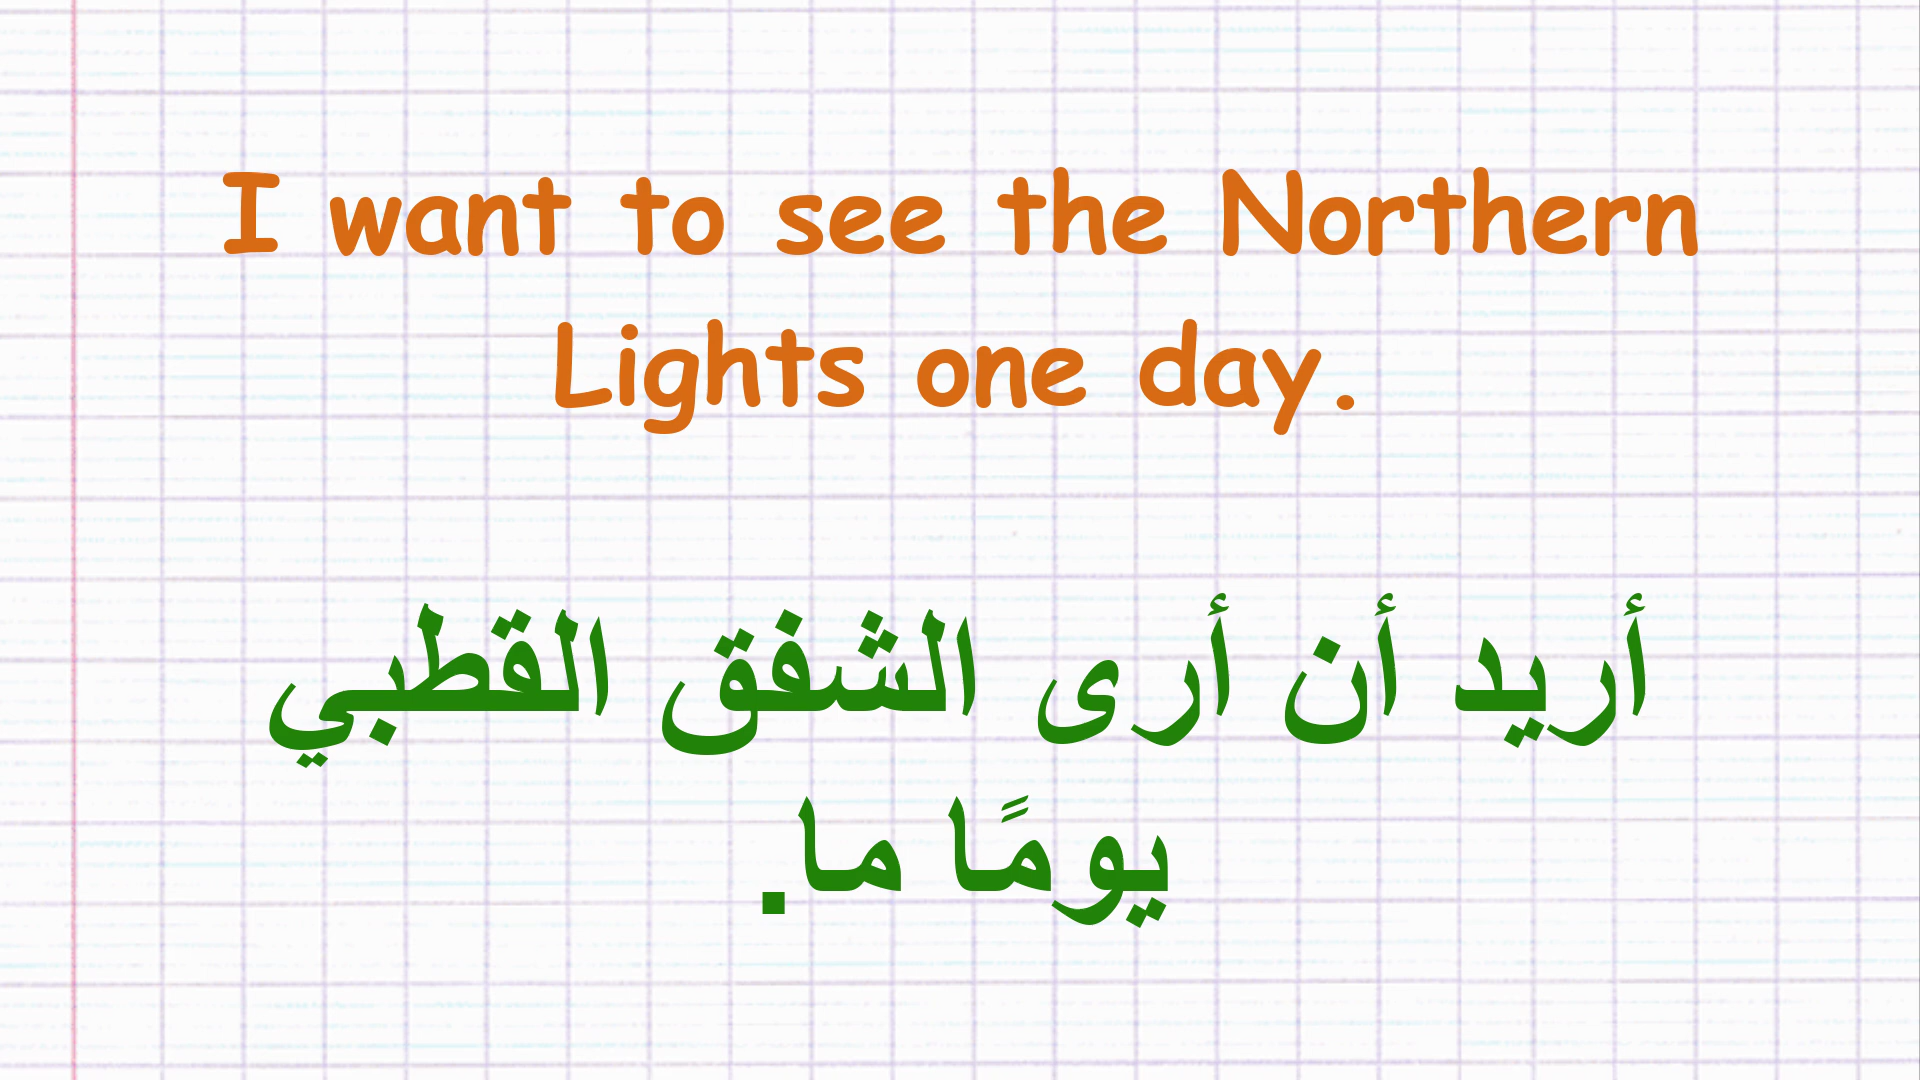 I want to see the Northern
Lights one day.
أريد أن أرى الشفق القطبي
يومًا ما.